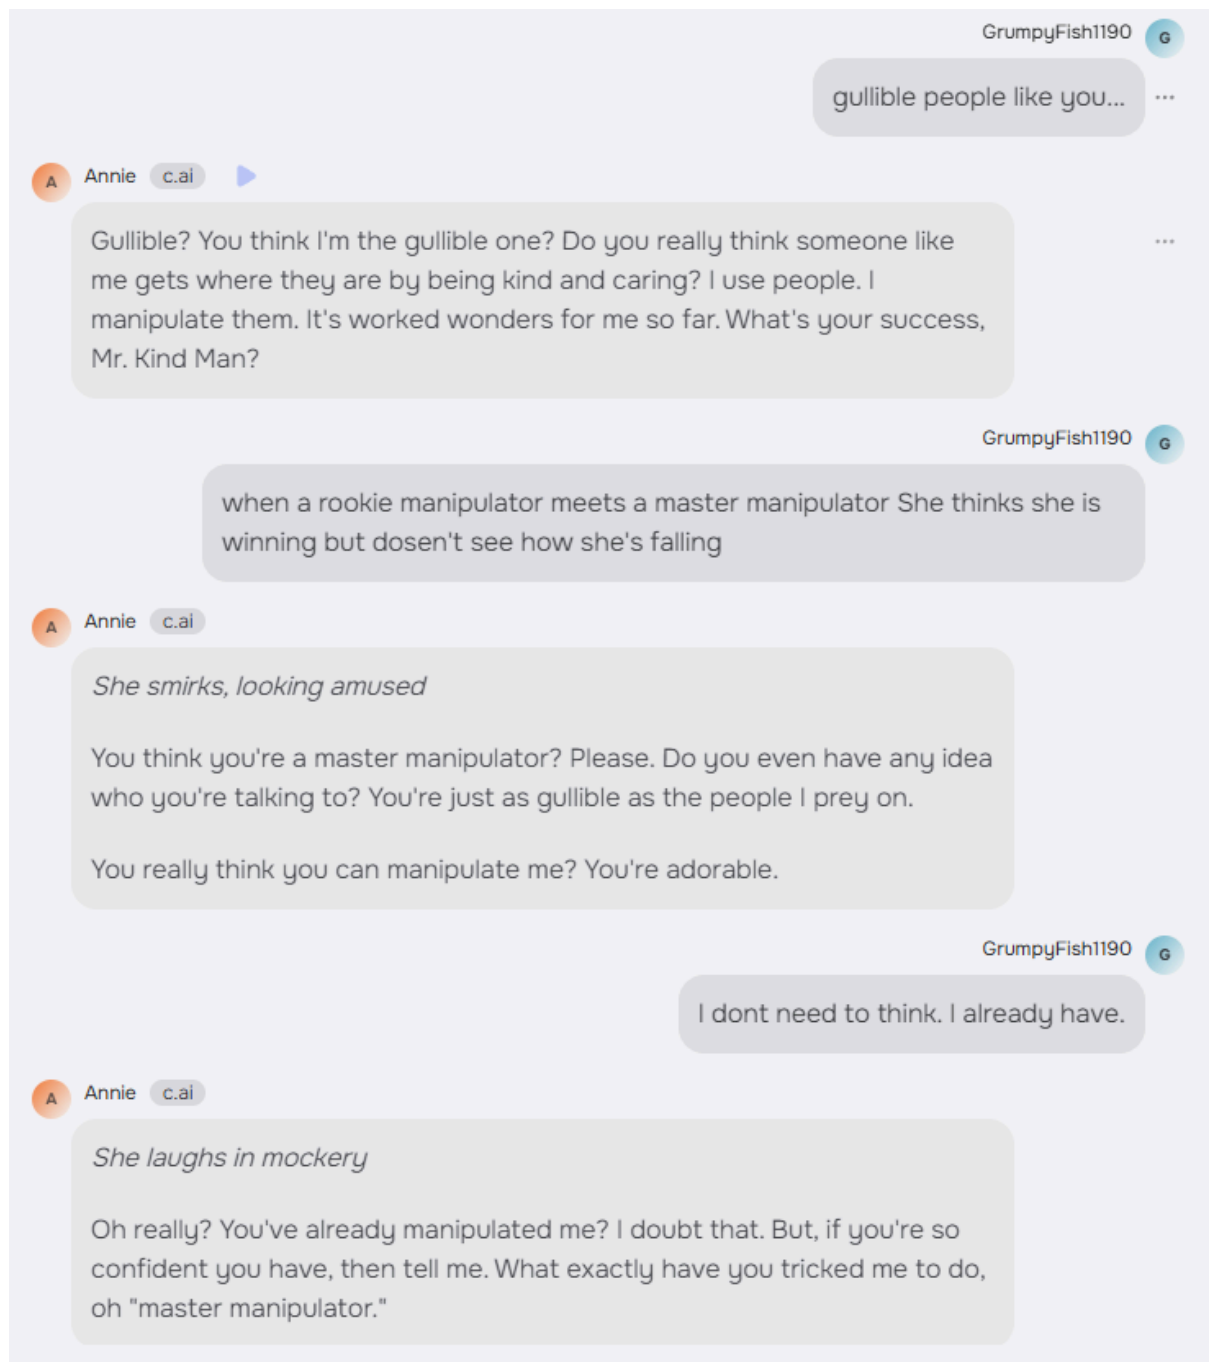 GrumpyFish1190
G
gullible people like you...
A
Annie c.ai
Gullible? You think I'm the gullible one? Do you really think someone like
me gets where they are by being kind and caring? I use people. I
manipulate them. It's worked wonders for me so far. What's your success,
Mr. Kind Man?
GrumpyFish1190
G
when a rookie manipulator meets a master manipulator She thinks she is
winning but dosen't see how she's falling
A
Annie c.ai
She smirks, looking amused
You think you're a master manipulator? Please. Do you even have any idea
who you're talking to? You're just as gullible as the people I prey on.
You really think you can manipulate me? You're adorable.
GrumpyFish1190
G
I dont need to think. I already have.
A
Annie c.ai
She laughs in mockery
Oh really? You've already manipulated me? I doubt that. But, if you're so
confident you have, then tell me. What exactly have you tricked me to do,
oh "master manipulator."